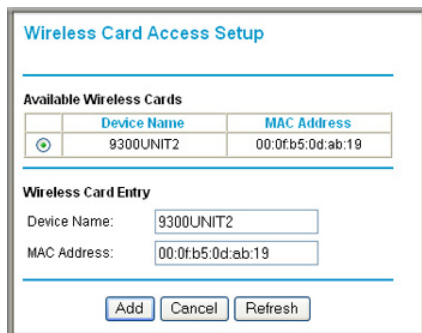 Wireless Card Access Setup
Available Wireless Cards
Device Name MAC Address
9300UNIT2 00:0f:b5:0d:ab:19
Wireless Card Entry
Device Name: 9300UNIT2
MAC Address: 00:0f:b5:0d:ab:19
Add Cancel Refresh